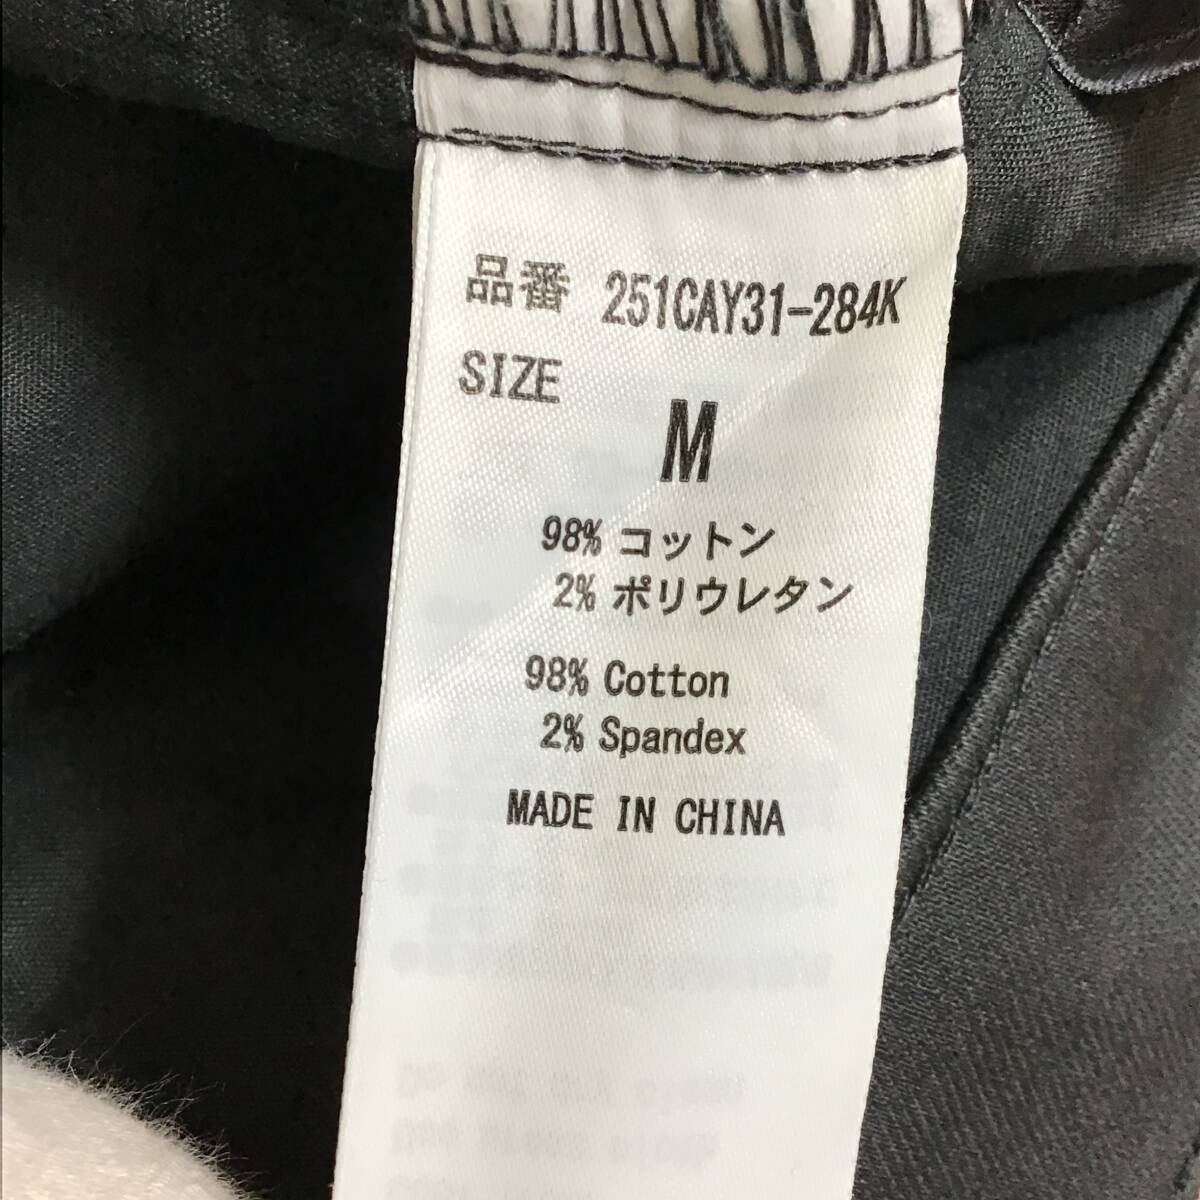 品番 251CAY31-284K
SIZE
M
98% コットン
2% ポリウレタン
98% Cotton
2% Spandex
MADE IN CHINA